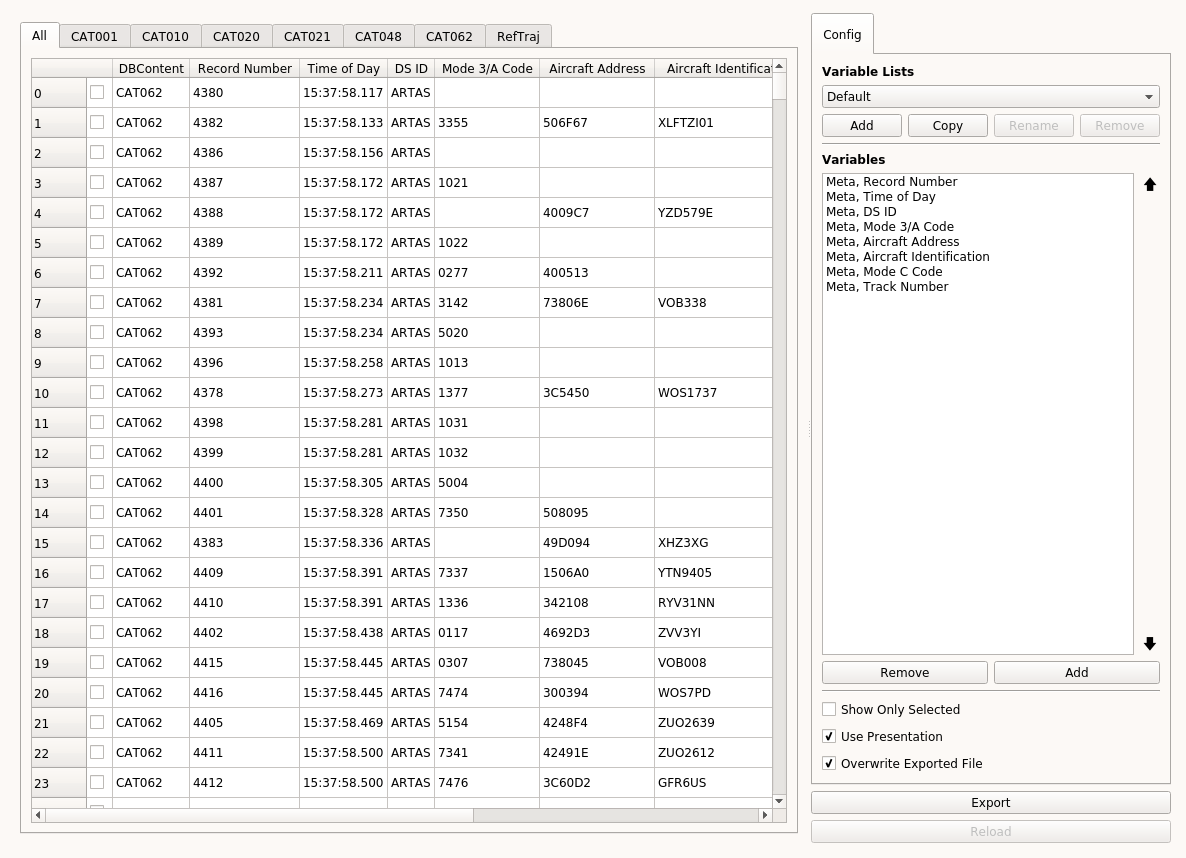 All CAT001 CAT010 CAT020 CAT021 CAT048 CAT062 RefTraj
DBContent Record Number Time of Day DS ID Mode 3/A Code Aircraft Address Aircraft Identificat
0 CAT062 4380 15:37:58.117 ARTAS
1 CAT062 4382 15:37:58.133 ARTAS 3355 506F67 XLFTZI01
2 CAT062 4386 15:37:58.156 ARTAS
3 CAT062 4387 15:37:58.172 ARTAS 1021
4 CAT062 4388 15:37:58.172 ARTAS 4009C7 YZD579E
5 CAT062 4389 15:37:58.172 ARTAS 1022
6 CAT062 4392 15:37:58.211 ARTAS 0277 400513
7 CAT062 4381 15:37:58.234 ARTAS 3142 73806E VOB338
8 CAT062 4393 15:37:58.234 ARTAS 5020
9 CAT062 4396 15:37:58.258 ARTAS 1013
10 CAT062 4378 15:37:58.273 ARTAS 1377 3C5450 WOS1737
11 CAT062 4398 15:37:58.281 ARTAS 1031
12 CAT062 4399 15:37:58.281 ARTAS 1032
13 CAT062 4400 15:37:58.305 ARTAS 5004
14 CAT062 4401 15:37:58.328 ARTAS 7350 508095
15 CAT062 4383 15:37:58.336 ARTAS 49D094 XHZ3XG
16 CAT062 4409 15:37:58.391 ARTAS 7337 1506A0 YTN9405
17 CAT062 4410 15:37:58.391 ARTAS 1336 342108 RYV31NN
18 CAT062 4402 15:37:58.438 ARTAS 0117 4692D3 ZVV3YI
19 CAT062 4415 15:37:58.445 ARTAS 0307 738045 VOB008
20 CAT062 4416 15:37:58.445 ARTAS 7474 300394 WOS7PD
21 CAT062 4405 15:37:58.469 ARTAS 5154 4248F4 ZUO2639
22 CAT062 4411 15:37:58.500 ARTAS 7341 42491E ZUO2612
23 CAT062 4412 15:37:58.500 ARTAS 7476 3C60D2 GFR6US
Config
Variable Lists
Default
Add Copy Rename Remove
Variables
Meta, Record Number
Meta, Time of Day
Meta, DS ID
Meta, Mode 3/A Code
Meta, Aircraft Address
Meta, Aircraft Identification
Meta, Mode C Code
Meta, Track Number
Remove Add
Show Only Selected
Use Presentation
Overwrite Exported File
Export
Reload